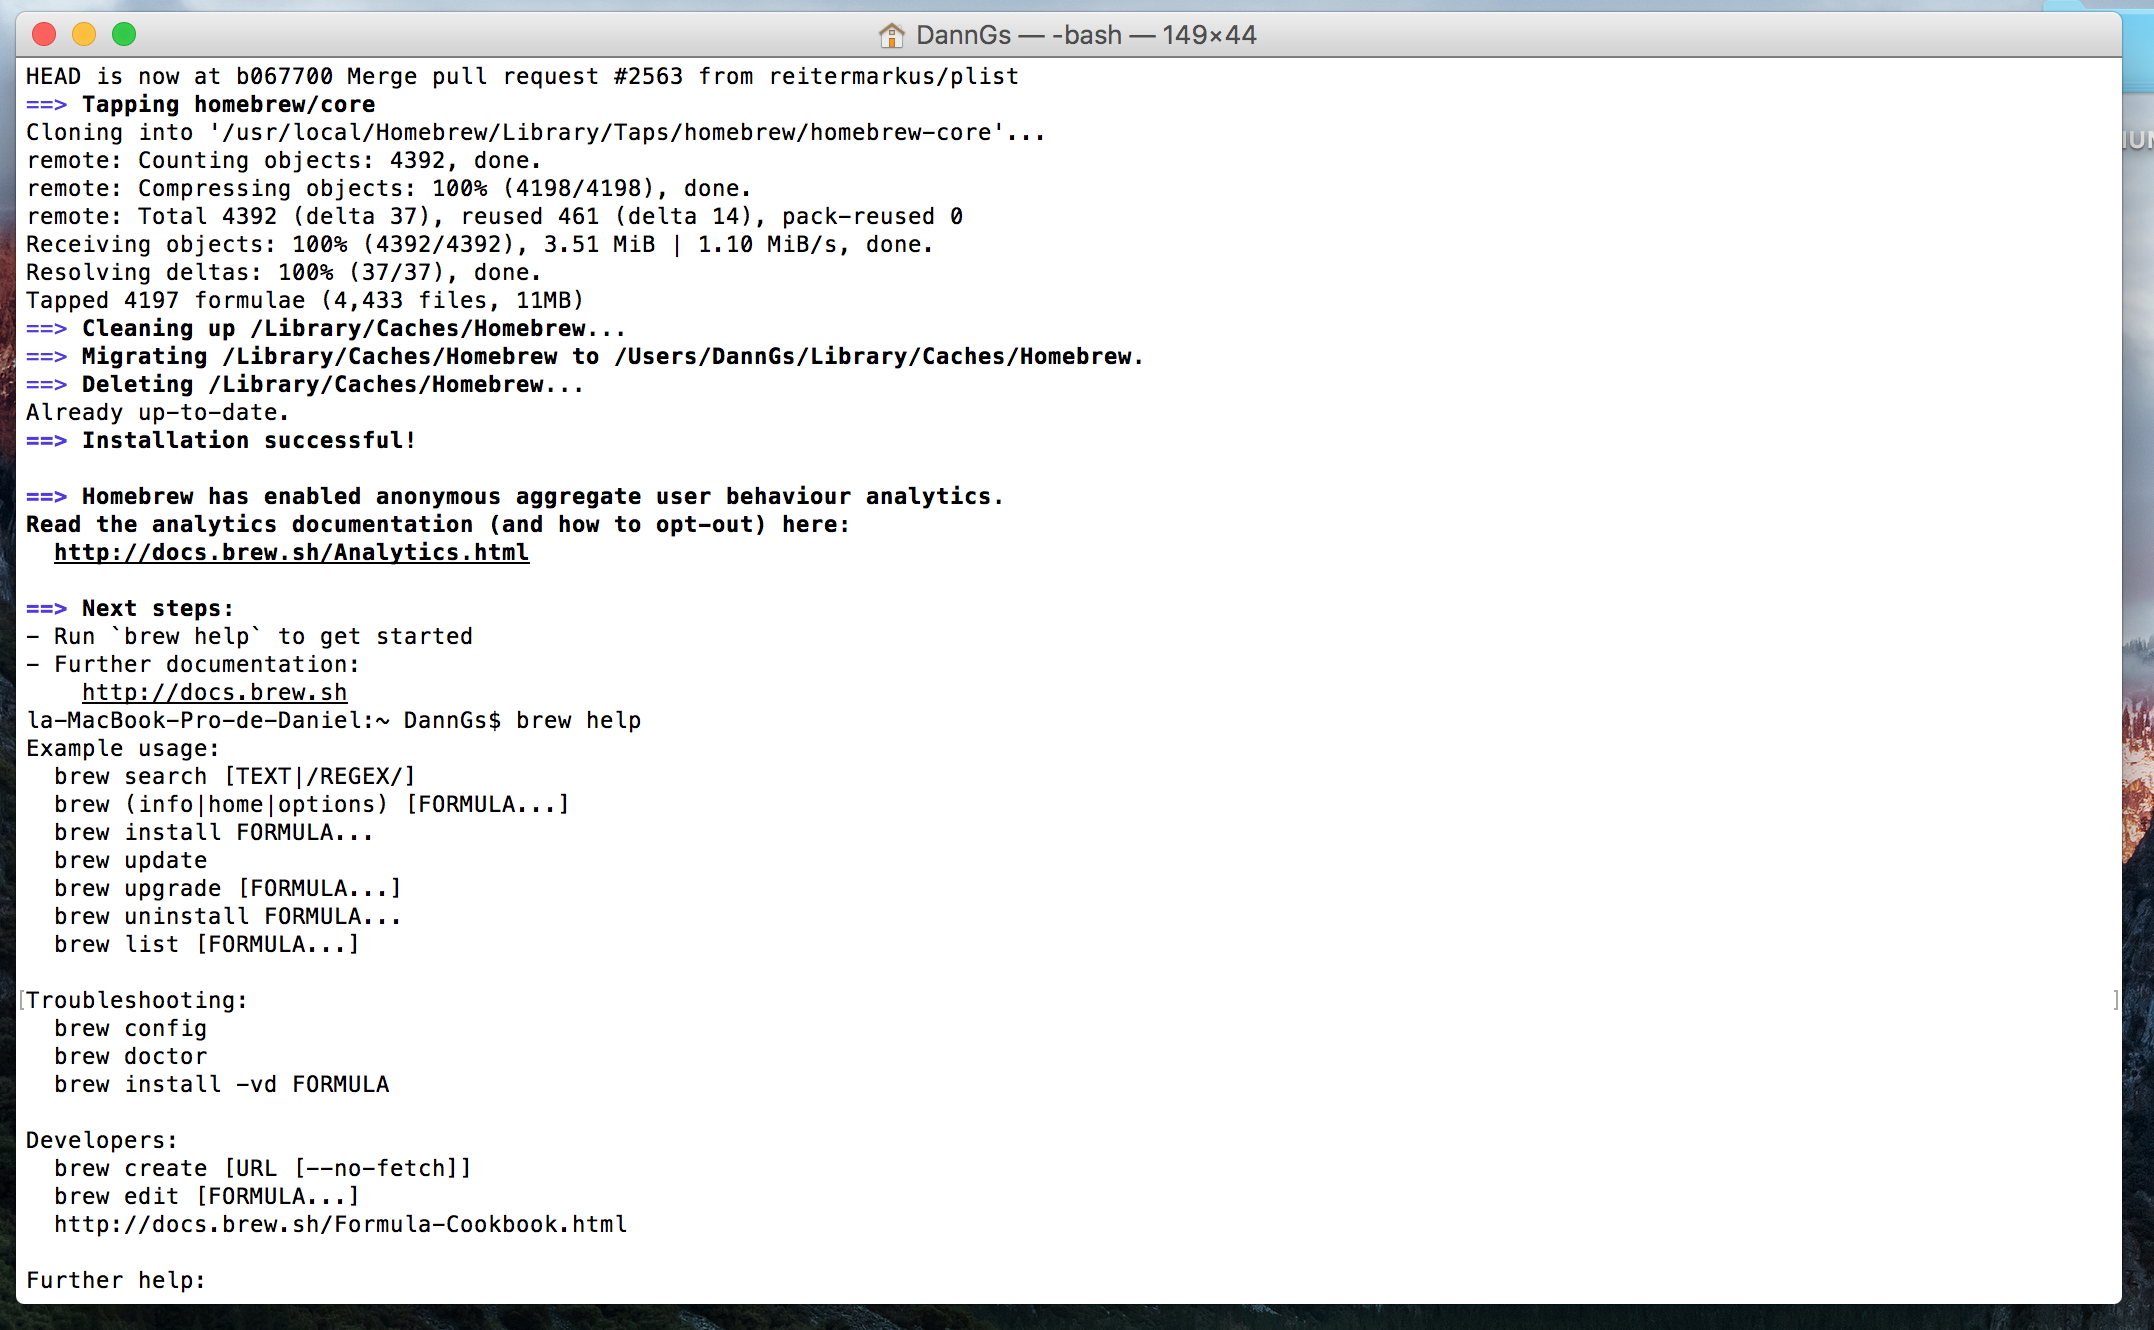 DannGs — -bash — 149×44
HEAD is now at b067700 Merge pull request #2563 from reitermarkus/plist
==> Tapping homebrew/core
Cloning into '/usr/local/Homebrew/Library/Taps/homebrew/homebrew-core'...
remote: Counting objects: 4392, done.
remote: Compressing objects: 100% (4198/4198), done.
remote: Total 4392 (delta 37), reused 461 (delta 14), pack-reused 0
Receiving objects: 100% (4392/4392), 3.51 MiB | 1.10 MiB/s, done.
Resolving deltas: 100% (37/37), done.
Tapped 4197 formulae (4,433 files, 11MB)
==> Cleaning up /Library/Caches/Homebrew...
==> Migrating /Library/Caches/Homebrew to /Users/DannGs/Library/Caches/Homebrew.
==> Deleting /Library/Caches/Homebrew...
Already up-to-date.
==> Installation successful!

==> Homebrew has enabled anonymous aggregate user behaviour analytics.
Read the analytics documentation (and how to opt-out) here:
  http://docs.brew.sh/Analytics.html

==> Next steps:
- Run `brew help` to get started
- Further documentation:
    http://docs.brew.sh
la-MacBook-Pro-de-Daniel:~ DannGs$ brew help
Example usage:
  brew search [TEXT|/REGEX/]
  brew (info|home|options) [FORMULA...]
  brew install FORMULA...
  brew update
  brew upgrade [FORMULA...]
  brew uninstall FORMULA...
  brew list [FORMULA...]

[Troubleshooting: ]
  brew config
  brew doctor
  brew install -vd FORMULA

Developers:
  brew create [URL [--no-fetch]]
  brew edit [FORMULA...]
  http://docs.brew.sh/Formula-Cookbook.html

Further help: